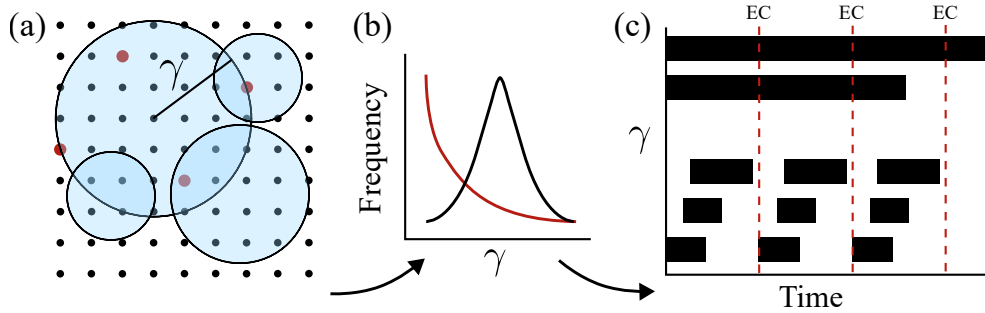 (a)
γ
(b)
Frequency
γ
(c)
EC EC EC
γ
Time